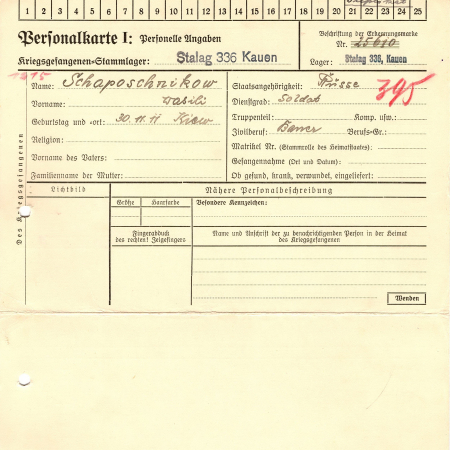 1 2 3 4 5 6 7 8 9 10 11 12 13 14 15 16 17 18 19 20 21 22 23 24 25
Personalkarte I: Personelle Angaben
Beschriftung der Erkennungsmarke
Nr. 25610
Kriegsgefangenen-Stammlager: Stalag 336 Kauen
Lager: Stalag 336, Kauen
Des Kriegsgefangenen
Name: Schaposchnikow
Vorname: Wasili
Geburtstag und -ort: 30.11.11 Kiew
Religion:
Vorname des Vaters:
Familienname der Mutter:
Staatsangehörigkeit: Russe
395
Dienstgrad: Soldat
Truppenteil: Komp. usw.:
Zivilberuf: Bauer Berufs-Gr.:
Matrikel Nr. (Stammrolle des Heimatstaates):
Gefangennahme (Ort und Datum):
Ob gesund, krank, verwundet, eingeliefert:
Lichtbild
Nähere Personalbeschreibung
Größe
Haarfarbe
Besondere Kennzeichen:
Fingerabdruck
des rechten! Zeigefingers
Name und Anschrift der zu benachrichtigenden Person in der Heimat
des Kriegsgefangenen
Wenden